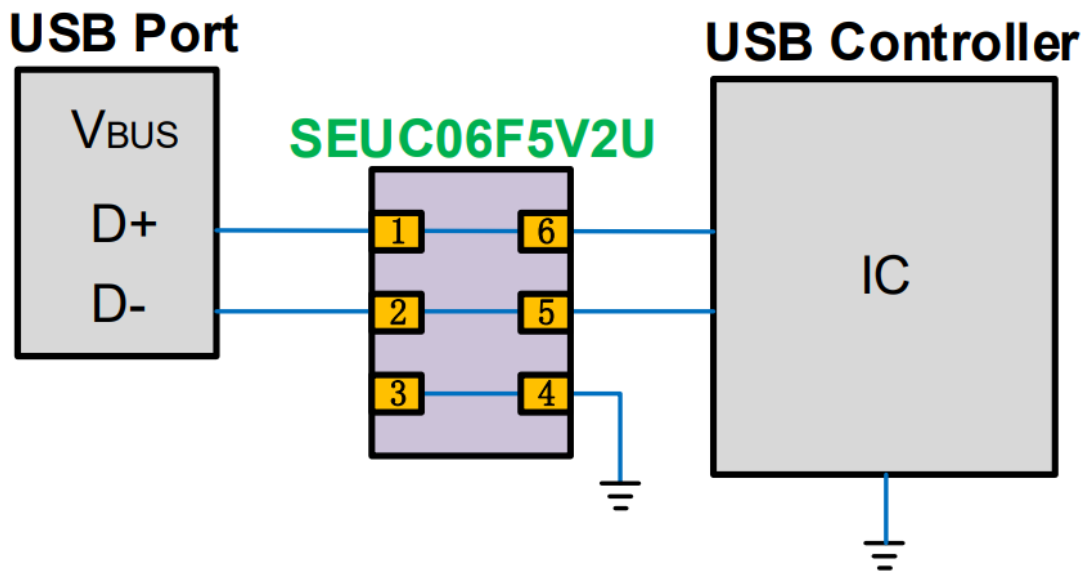 USB Port
USB Controller
VBUS
SEUC06F5V2U
D+
1
6
D-
IC
2
5
3
4